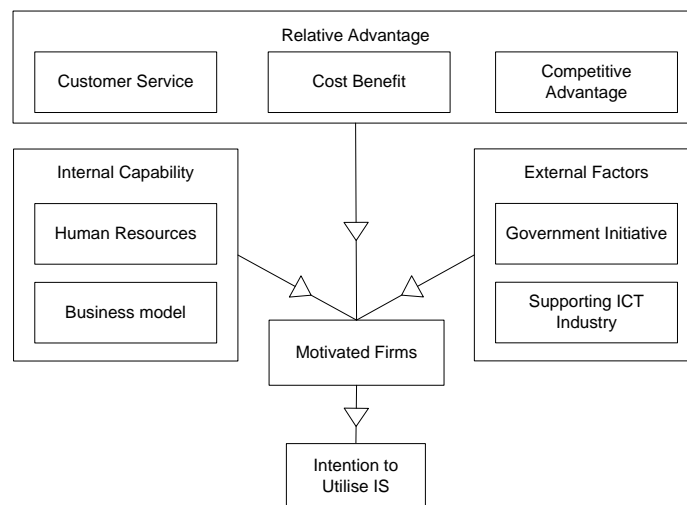 Relative Advantage
Customer Service
Cost Benefit
Competitive
Advantage
Internal Capability
Human Resources
Business model
External Factors
Government Initiative
Supporting ICT
Industry
Motivated Firms
Intention to
Utilise IS